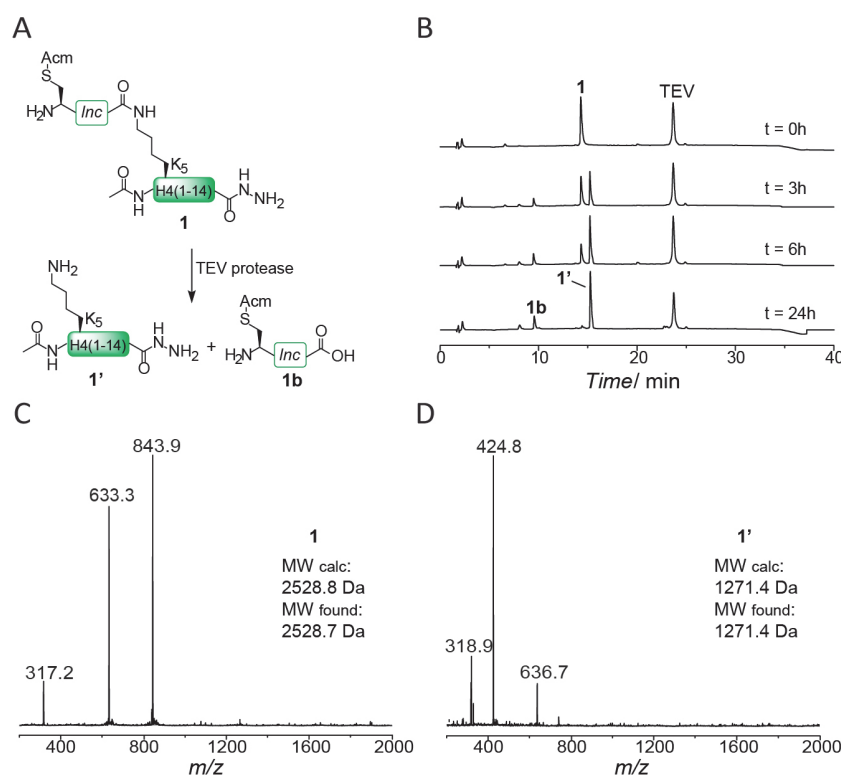 A
Acm
S
H2N
lnc
O
NH
K5
O
N
H
H4(1-14)
O
H
N
NH2
1
TEV protease
NH2
K5
O
N
H
H4(1-14)
O
H
N
NH2
1'
+
Acm
S
H2N
lnc
O
OH
1b
B
1
TEV
t = 0h
t = 3h
t = 6h
1'
1b
t = 24h
0 10 20 30 40
Time/ min
C
843.9
633.3
317.2
1
MW calc:
2528.8 Da
MW found:
2528.7 Da
400 800 1200 1600 2000
m/z
D
424.8
318.9
636.7
1'
MW calc:
1271.4 Da
MW found:
1271.4 Da
400 800 1200 1600 2000
m/z